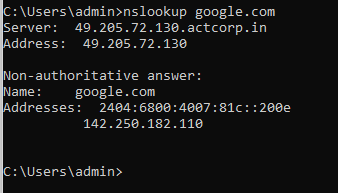 C:\Users\admin>nslookup google.com
Server:  49.205.72.130.actcorp.in
Address:  49.205.72.130

Non-authoritative answer:
Name:    google.com
Addresses:  2404:6800:4007:81c::200e
          142.250.182.110

C:\Users\admin>